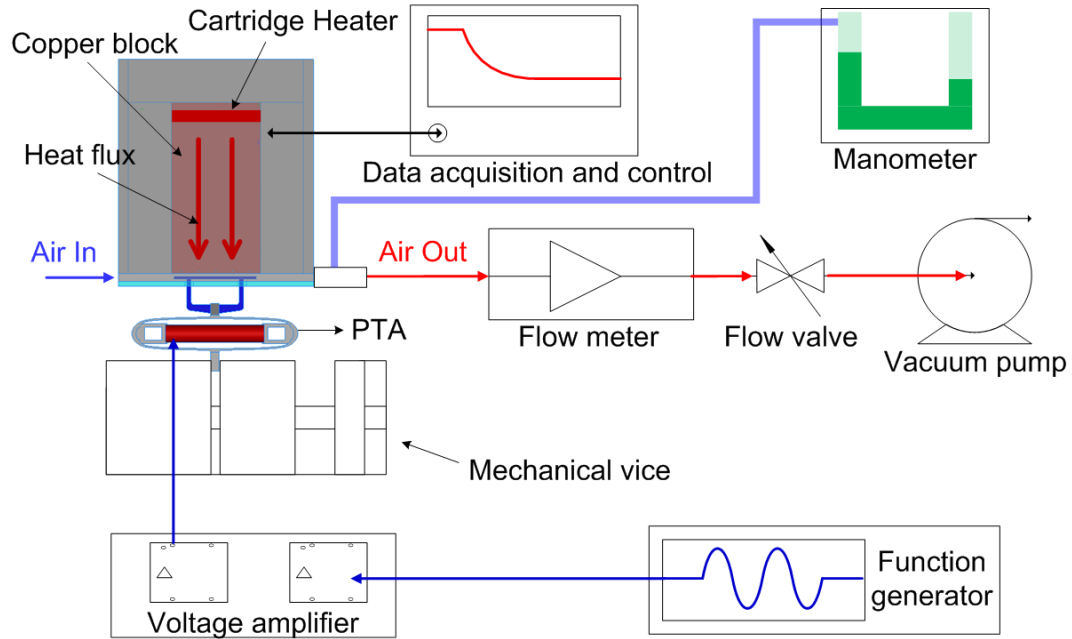 Cartridge Heater
Copper block
Heat flux
Data acquisition and control
Manometer
Air In
Air Out
PTA
Flow meter
Flow valve
Vacuum pump
Mechanical vice
Voltage amplifier
Function
generator